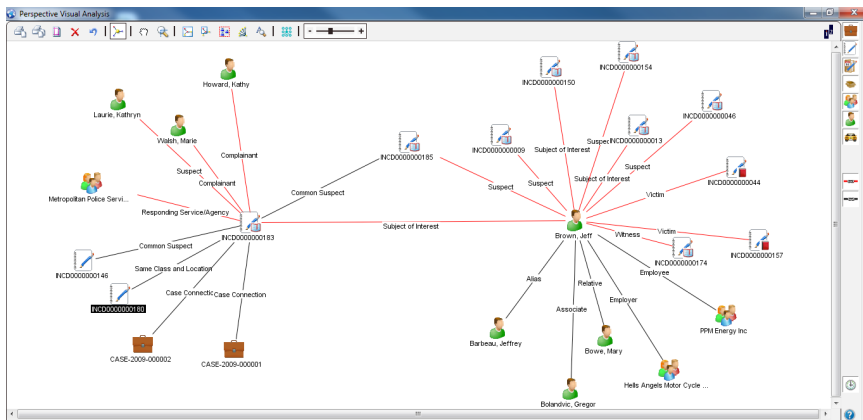 Perspective Visual Analysis
- +
Howard, Kathy
Laurie, Kathryn
Walsh, Marie
Complainant
Suspect
Complainant
Metropolitan Police Servi...
Responding Service/Agency
INCD0000000183
Common Suspect
INCD0000000146
Same Class and Location
INCD0000000180
Case Connection
Case Connection
CASE-2009-000002
CASE-2009-000001
Common Suspect
INCD0000000185
Suspect
Subject of Interest
INCD0000000150
INCD0000000154
INCD0000000009
INCD0000000013
INCD0000000046
Suspect
Subject of Interest
Suspect
Subject of Interest
Suspect
INCD0000000044
Victim
Victim
INCD0000000157
Witness
INCD0000000174
Brown, Jeff
Employee
PPM Energy Inc
Alias
Barbeau, Jeffrey
Associate
Bolandvic, Gregor
Relative
Bowe, Mary
Employer
Hells Angels Motor Cycle ...